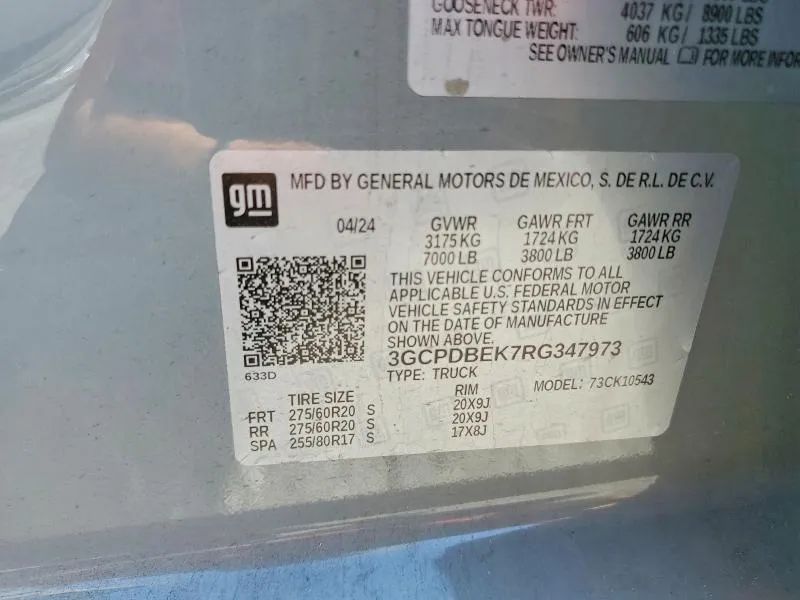 GOOSENECK TWR: 4037 KG/ 8900 LBS
MAX TONGUE WEIGHT: 606 KG/ 1335 LBS
SEE OWNER'S MANUAL FOR MORE INFOR
gm
MFD BY GENERAL MOTORS DE MEXICO, S. DE R.L. DE C.V.
04/24 GVWR GAWR FRT GAWR RR
3175 KG 1724 KG 1724 KG
7000 LB 3800 LB 3800 LB
THIS VEHICLE CONFORMS TO ALL
APPLICABLE U.S. FEDERAL MOTOR
VEHICLE SAFETY STANDARDS IN EFFECT
ON THE DATE OF MANUFACTURE
SHOWN ABOVE.
3GCPDBEK7RG347973
633D
TYPE: TRUCK MODEL: 73CK10543
TIRE SIZE RIM
FRT 275/60R20 S 20X9J
RR 275/60R20 S 20X9J
SPA 255/80R17 S 17X8J